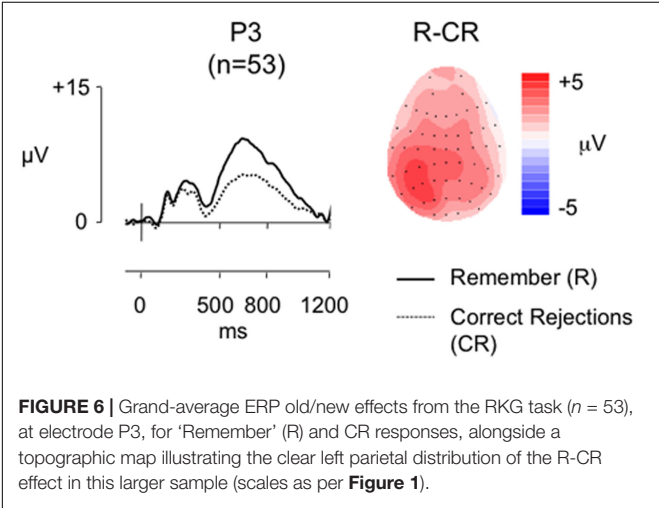 P3
(n=53)
R-CR
+15
μV
0
0 500 800 1200
ms
+5
μV
-5
Remember (R)
Correct Rejections
(CR)
FIGURE 6 | Grand-average ERP old/new effects from the RKG task (n = 53),
at electrode P3, for ‘Remember’ (R) and CR responses, alongside a
topographic map illustrating the clear left parietal distribution of the R-CR
effect in this larger sample (scales as per Figure 1).